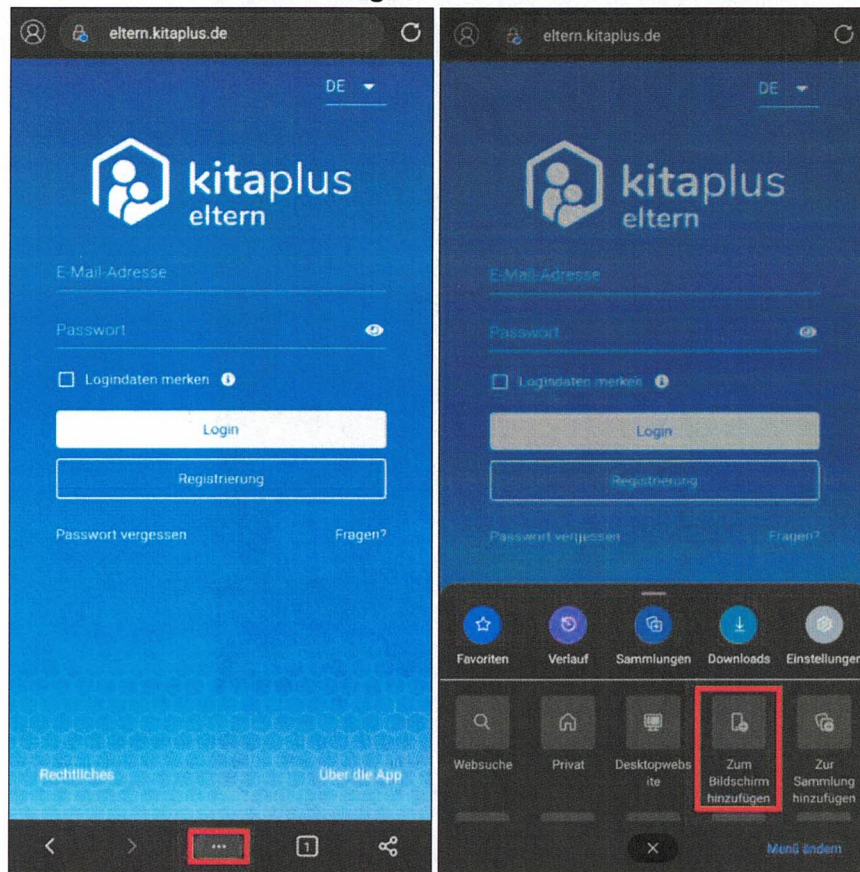 eltern.kitaplus.de
DE
kitaplus
eltern
E-Mail-Adresse
Passwort
Logindaten merken
Login
Registrierung
Passwort vergessen Fragen?
Rechtliches Über die App
1
eltern.kitaplus.de
DE
kitaplus
eltern
E-Mail-Adresse
Passwort
Logindaten merken
Login
Registrierung
Passwort vergessen Fragen?
Favoriten Verlauf Sammlungen Downloads Einstellungen
Websuche Privat Desktopwebs
ite
Zum
Bildschirm
hinzufügen
Zur
Sammlung
hinzufügen
Menü ändern